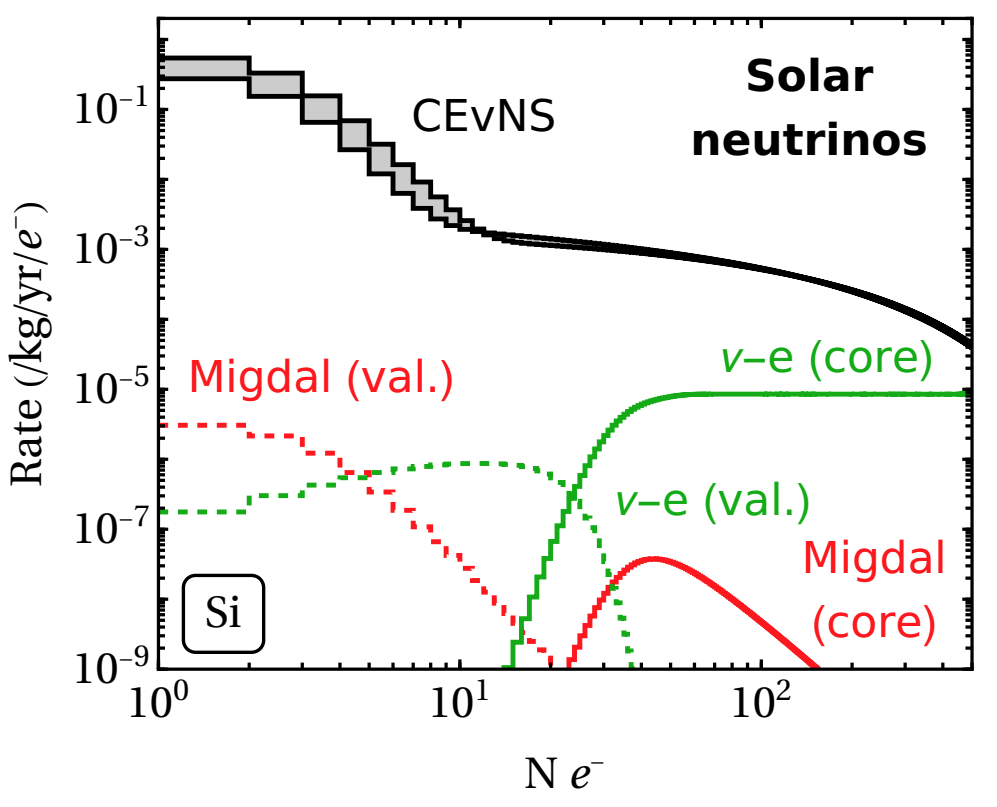 Solar
neutrinos
CEνNS
10⁻¹
10⁻³
10⁻⁵
10⁻⁷
10⁻⁹
Rate (/kg/yr/e⁻)
Migdal (val.)
ν–e (core)
ν–e (val.)
Migdal
(core)
Si
10⁰ 10¹ 10²
N e⁻